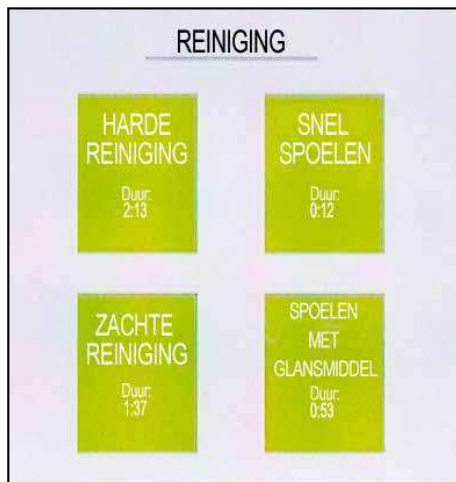 REINIGING
HARDE
REINIGING
Duur:
2:13
SNEL
SPOELEN
Duur:
0:12
ZACHTE
REINIGING
Duur:
1:37
SPOELEN
MET
GLANSMIDDEL
Duur:
0:53